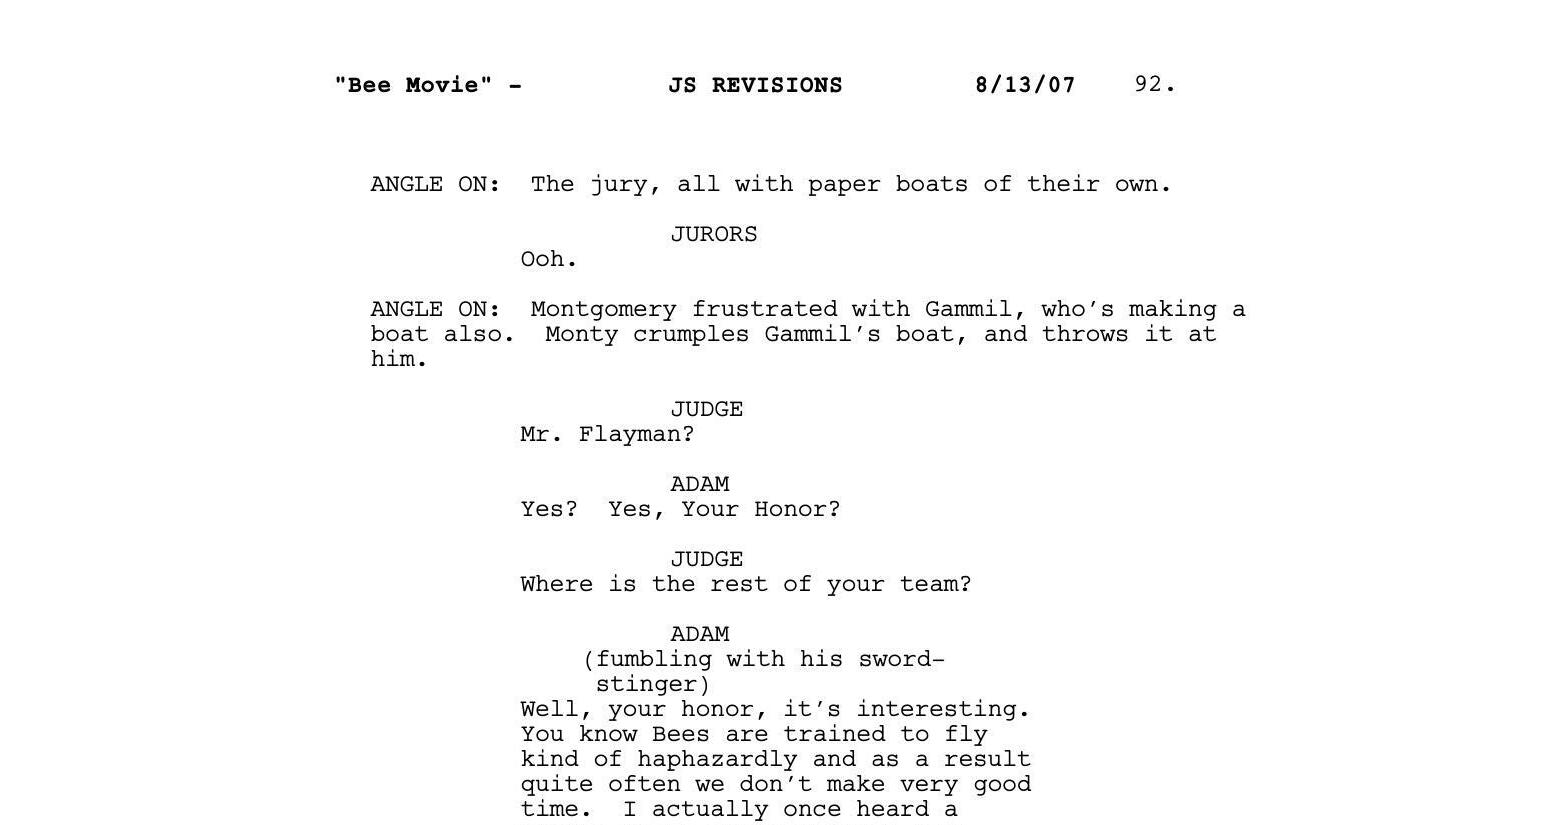 "Bee Movie" - JS REVISIONS 8/13/07 92.
ANGLE ON:  The jury, all with paper boats of their own.
JURORS
Ooh.
ANGLE ON:  Montgomery frustrated with Gammil, who's making a
boat also.  Monty crumples Gammil's boat, and throws it at
him.
JUDGE
Mr. Flayman?
ADAM
Yes?  Yes, Your Honor?
JUDGE
Where is the rest of your team?
ADAM
(fumbling with his sword-
stinger)
Well, your honor, it's interesting.
You know Bees are trained to fly
kind of haphazardly and as a result
quite often we don't make very good
time.  I actually once heard a